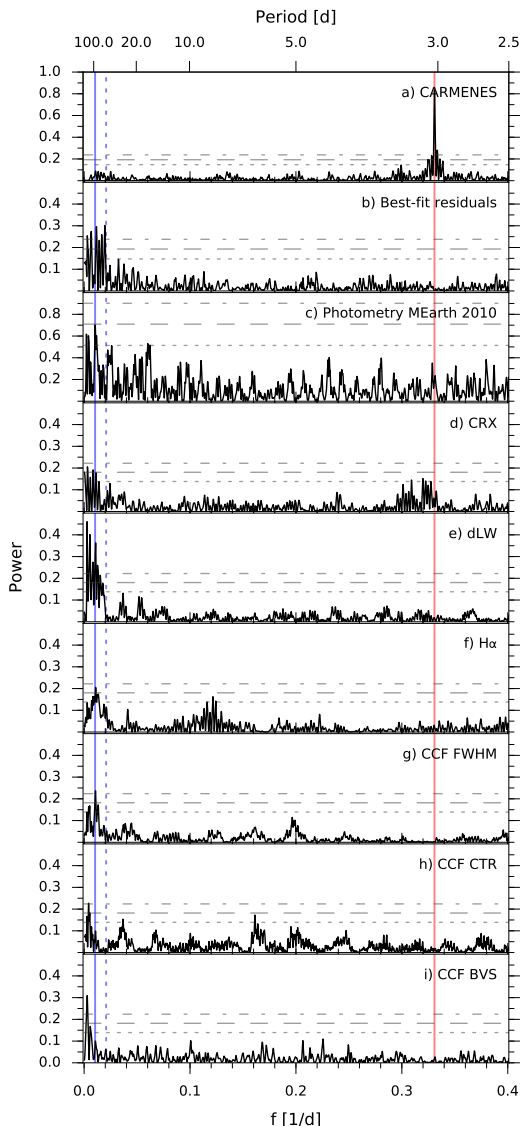 Period [d]
100.0 20.0 10.0 5.0 3.0 2.5
1.0
0.8
0.6
0.4
0.2
a) CARMENES
0.4
0.3
0.2
0.1
b) Best-fit residuals
0.8
0.6
0.4
0.2
c) Photometry MEarth 2010
0.4
0.3
0.2
0.1
d) CRX
Power
0.4
0.3
0.2
0.1
e) dLW
0.4
0.3
0.2
0.1
f) Hα
0.4
0.3
0.2
0.1
g) CCF FWHM
0.4
0.3
0.2
0.1
h) CCF CTR
0.4
0.3
0.2
0.1
0.0
i) CCF BVS
0.0 0.1 0.2 0.3 0.4
f [1/d]